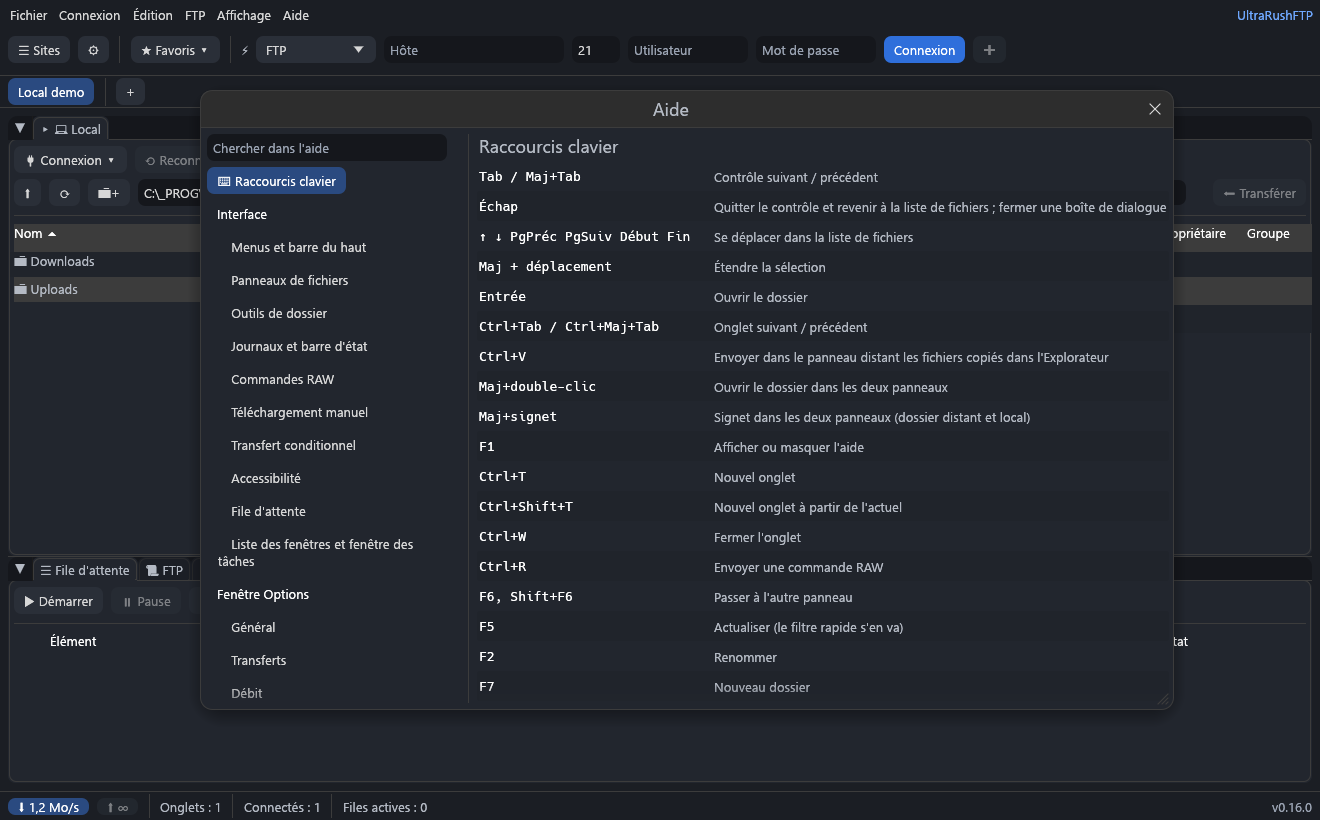 Fichier Connexion Édition FTP Affichage Aide UltraRushFTP
Sites Favoris FTP Hôte 21 Utilisateur Mot de passe Connexion +
Local demo +
Aide
Local
Chercher dans l'aide
Raccourcis clavier
Connexion
C:\_PROG
Transférer
Nom
Groupe
Downloads
Uploads
Raccourcis clavier
Interface
Menus et barre du haut
Panneaux de fichiers
Outils de dossier
Journaux et barre d'état
Commandes RAW
Téléchargement manuel
Transfert conditionnel
Accessibilité
File d'attente
Liste des fenêtres et fenêtre des
tâches
Fenêtre Options
Général
Transferts
Débit
Tab / Maj+Tab Contrôle suivant / précédent
Échap Quitter le contrôle et revenir à la liste de fichiers ; fermer une boîte de dialogue
↑ ↓ PgPréc PgSuiv Début Fin Se déplacer dans la liste de fichiers
Maj + déplacement Étendre la sélection
Entrée Ouvrir le dossier
Ctrl+Tab / Ctrl+Maj+Tab Onglet suivant / précédent
Ctrl+V Envoyer dans le panneau distant les fichiers copiés dans l'Explorateur
Maj+double-clic Ouvrir le dossier dans les deux panneaux
Maj+signet Signet dans les deux panneaux (dossier distant et local)
F1 Afficher ou masquer l'aide
Ctrl+T Nouvel onglet
Ctrl+Shift+T Nouvel onglet à partir de l'actuel
Ctrl+W Fermer l'onglet
Ctrl+R Envoyer une commande RAW
F6, Shift+F6 Passer à l'autre panneau
F5 Actualiser (le filtre rapide s'en va)
F2 Renommer
F7 Nouveau dossier
File d'attente FTP
Démarrer Pause
Élément
1,2 Mo/s ∞ Onglets : 1 Connectés : 1 Files actives : 0 v0.16.0